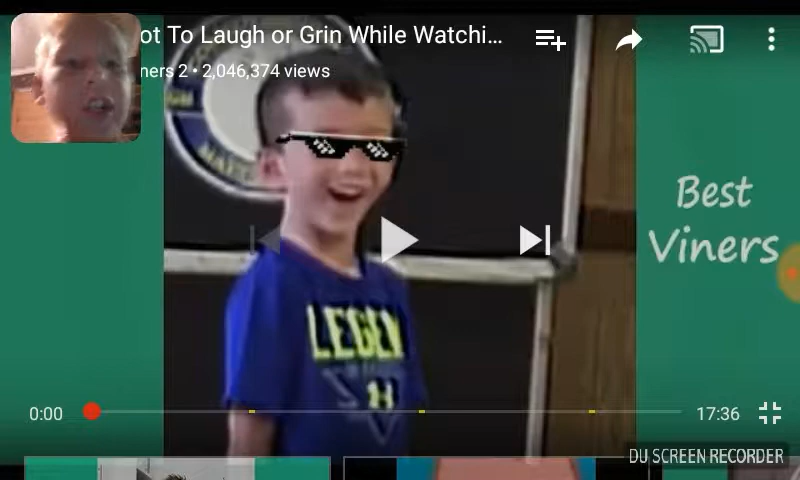 ot To Laugh or Grin While Watchi...
ners 2 • 2,046,374 views
Best
Viners
LEGEN
0:00
17:36
DU SCREEN RECORDER